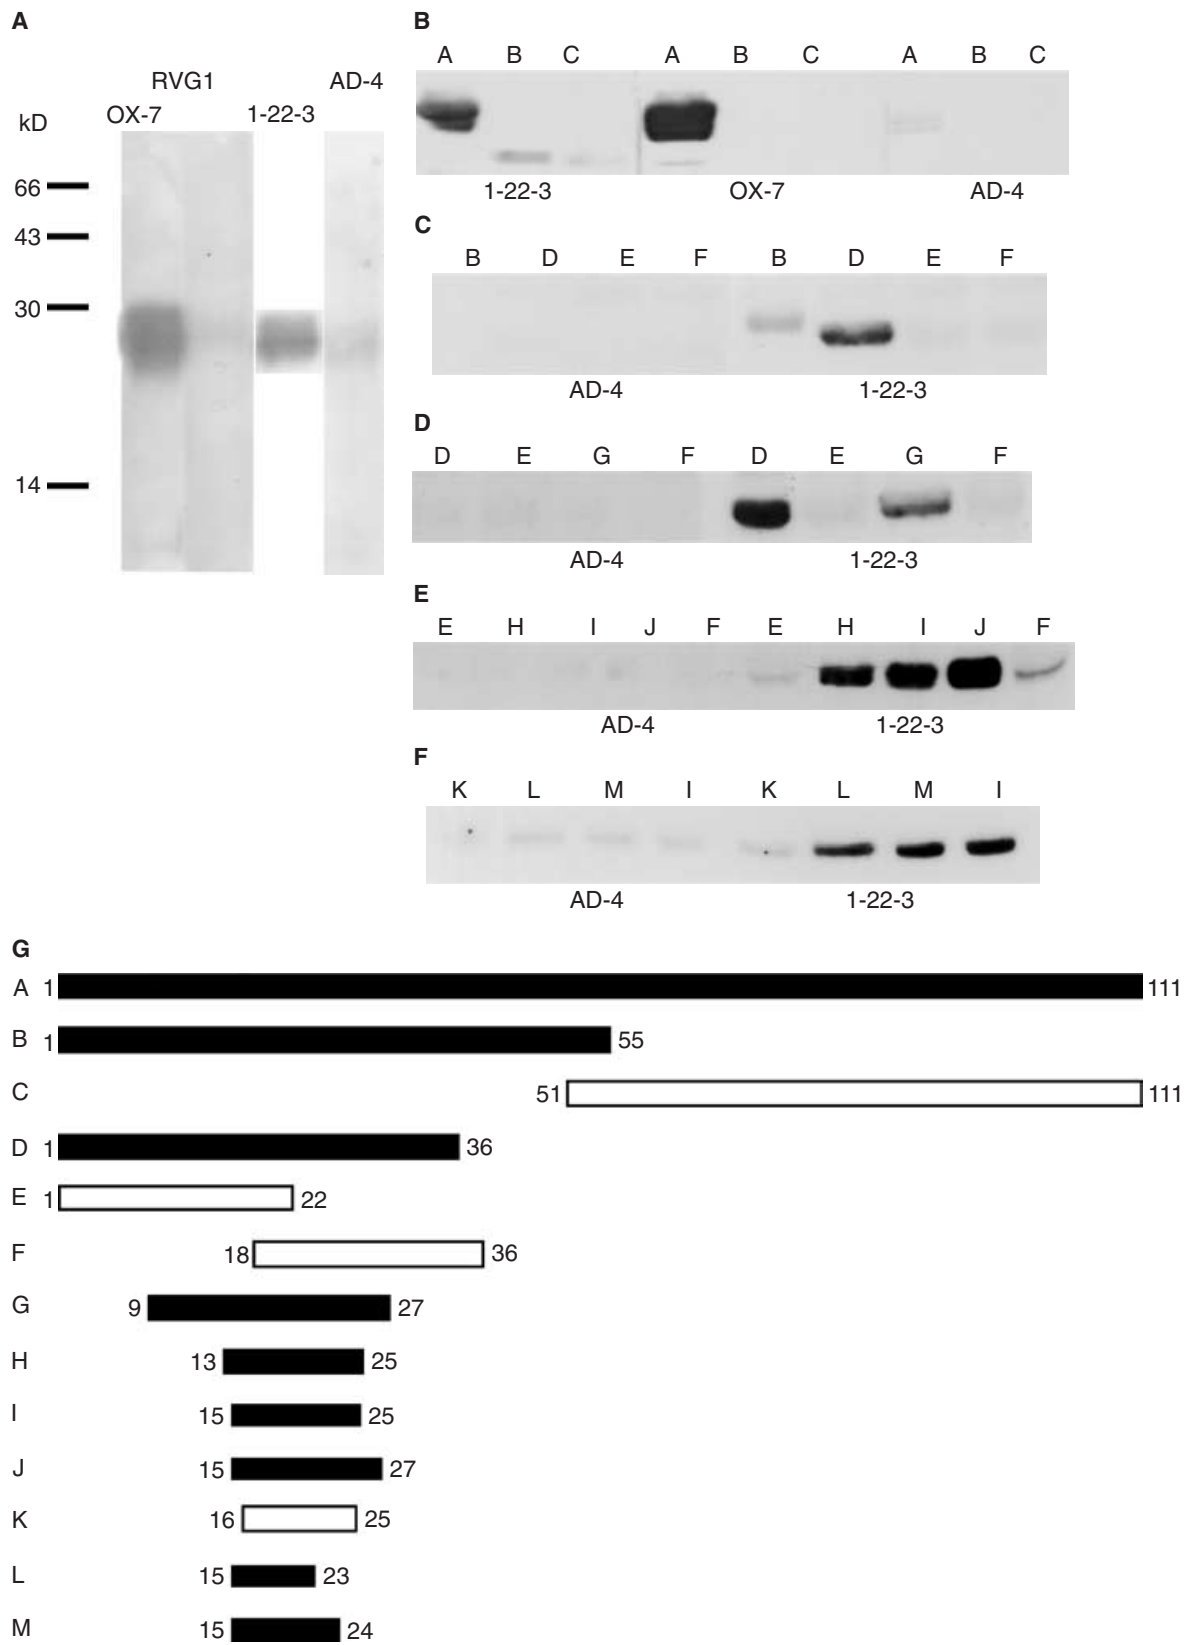 A
RVG1 AD-4
OX-7 1-22-3
kD
66
43
30
14
B
A B C A B C A B C
1-22-3 OX-7 AD-4
C
B D E F B D E F
AD-4 1-22-3
D
D E G F D E G F
AD-4 1-22-3
E
E H I J F E H I J F
AD-4 1-22-3
F
K L M I K L M I
AD-4 1-22-3
G
A 1 111
B 1 55
C 51 111
D 1 36
E 1 22
F 18 36
G 9 27
H 13 25
I 15 25
J 15 27
K 16 25
L 15 23
M 15 24